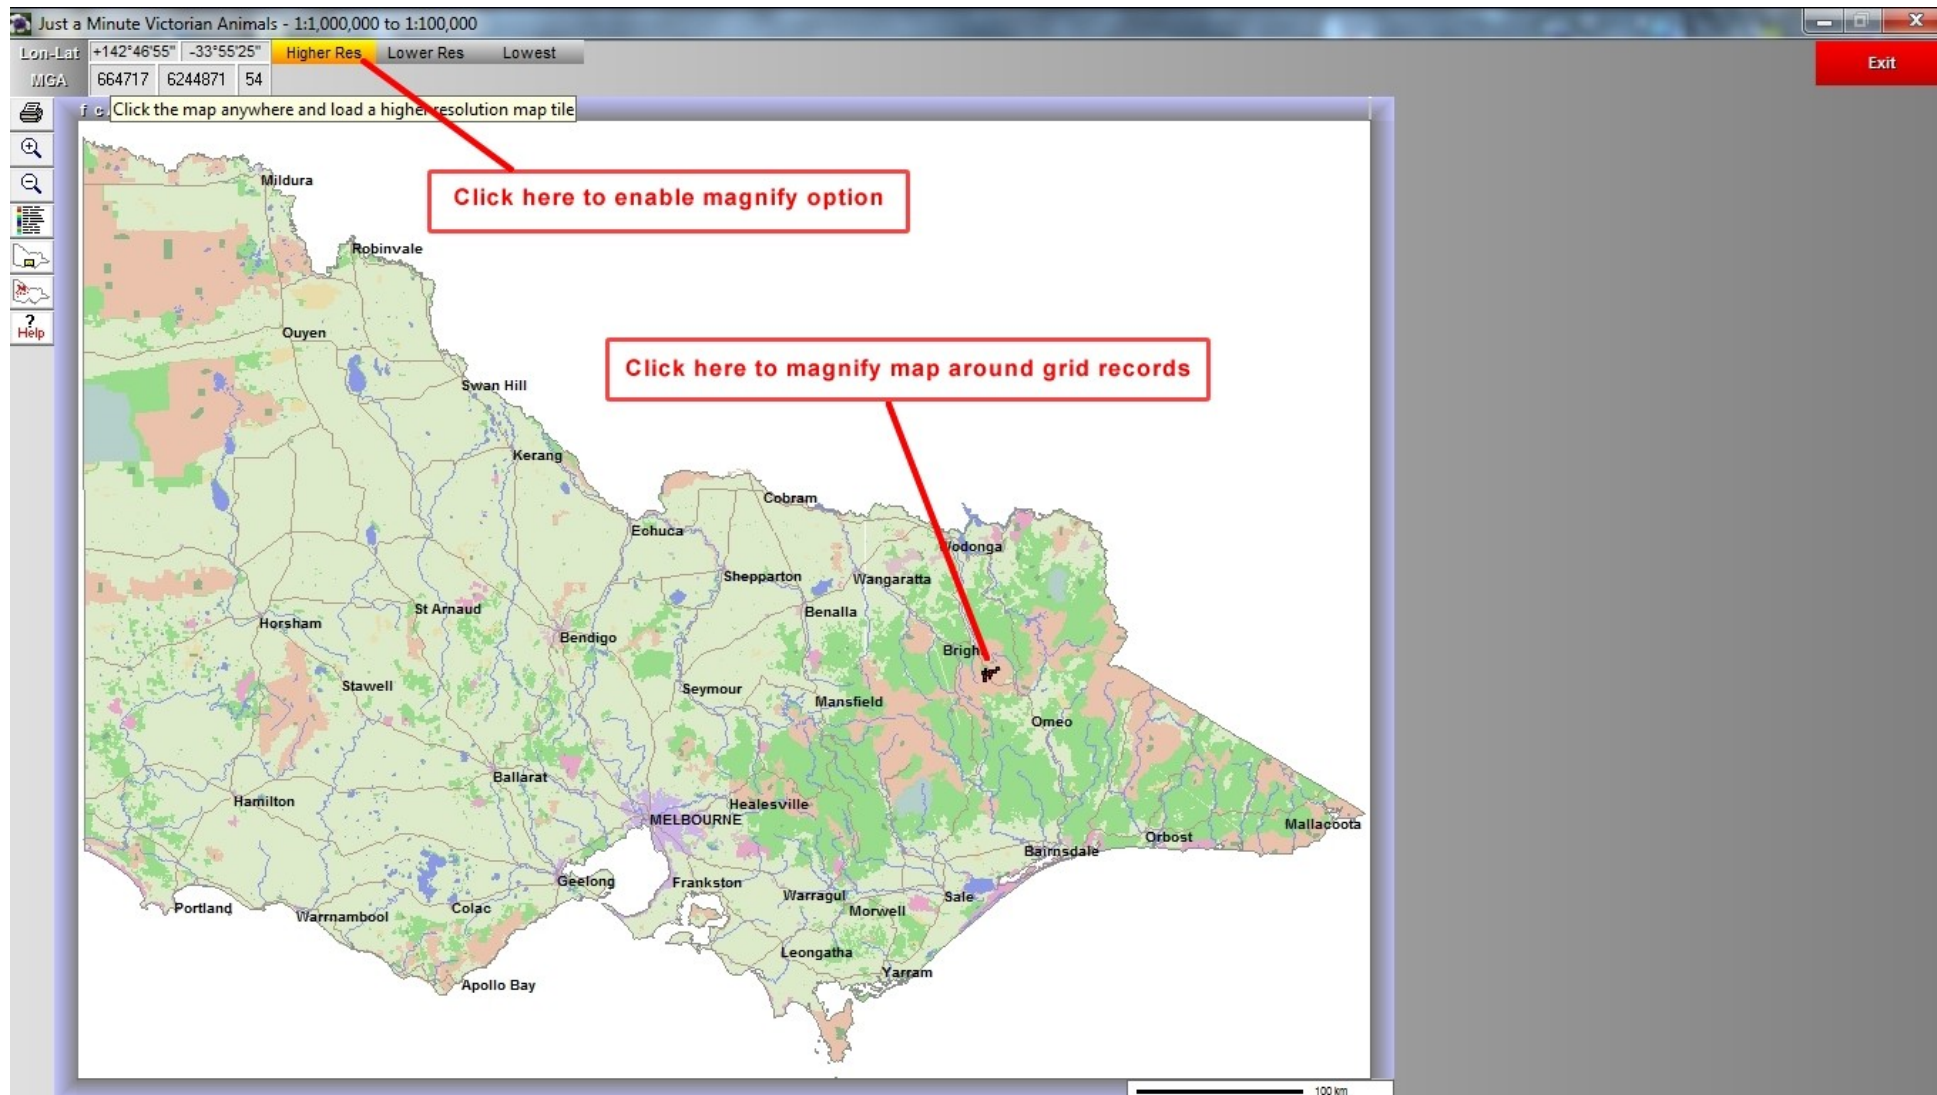 Just a Minute Victorian Animals - 1:1,000,000 to 1:100,000
Lon-Lat +142°46'55" -33°55'25" Higher Res Lower Res Lowest
Exit
MGA 664717 6244871 54
Click the map anywhere and load a higher resolution map tile
Click here to enable magnify option
Help
Click here to magnify map around grid records
Mildura
Robinvale
Ouyen
Swan Hill
Kerang
Cobram
Echuca
Wodonga
Shepparton
Wangaratta
St Arnaud
Benalla
Horsham
Bendigo
Brigh
Stawell
Seymour
Mansfield
Omeo
Ballarat
Hamilton
Healesville
MELBOURNE
Mallacoota
Orbost
Bairnsdale
Geelong
Frankston
Warragul
Sale
Portland
Warrnambool
Colac
Morwell
Leongatha
Yarram
Apollo Bay
100 km